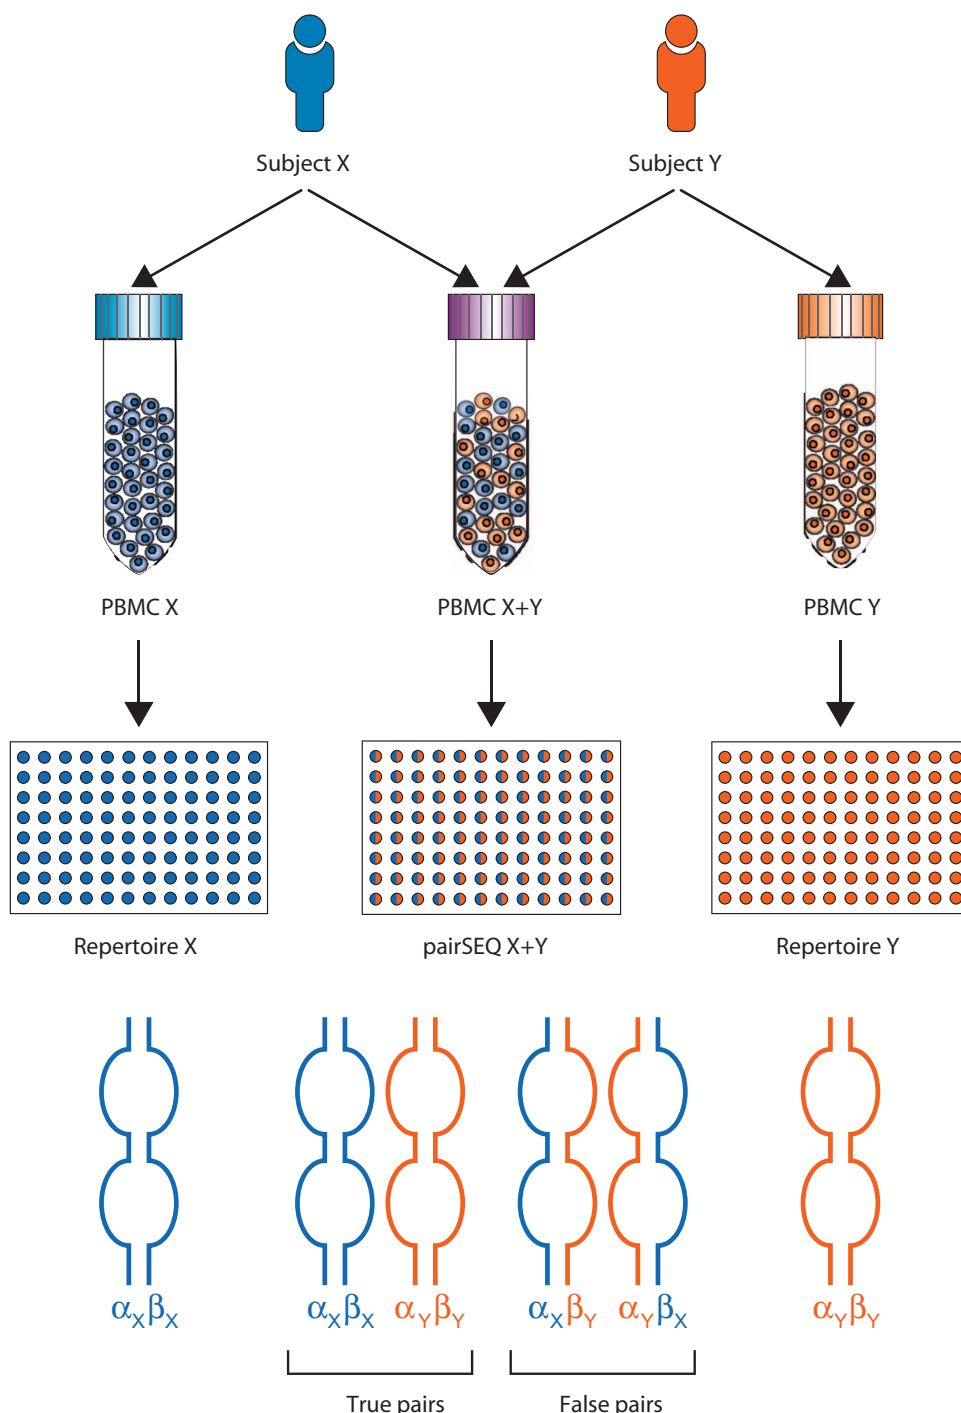 Subject X
Subject Y
PBMC X
PBMC X+Y
PBMC Y
Repertoire X
pairSEQ X+Y
Repertoire Y
αXβX
αXβX
αYβY
αXβY
αYβX
αYβY
True pairs
False pairs